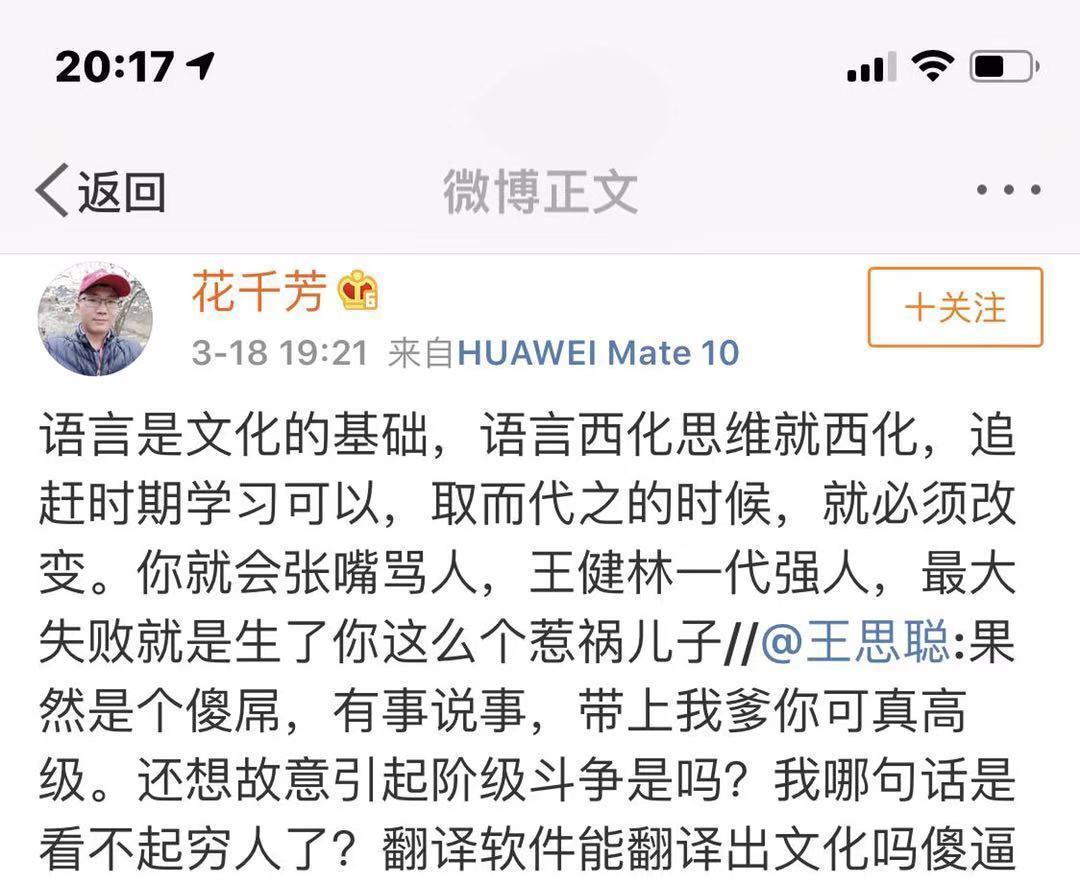 20:17
返回
微博正文
花千芳
6
+关注
3-18 19:21 来自HUAWEI Mate 10
语言是文化的基础，语言西化思维就西化，追
赶时期学习可以，取而代之的时候，就必须改
变。你就会张嘴骂人，王健林一代强人，最大
失败就是生了你这么个惹祸儿子//@王思聪:果
然是个傻屌，有事说事，带上我爹你可真高
级。还想故意引起阶级斗争是吗？我哪句话是
看不起穷人了？翻译软件能翻译出文化吗傻逼